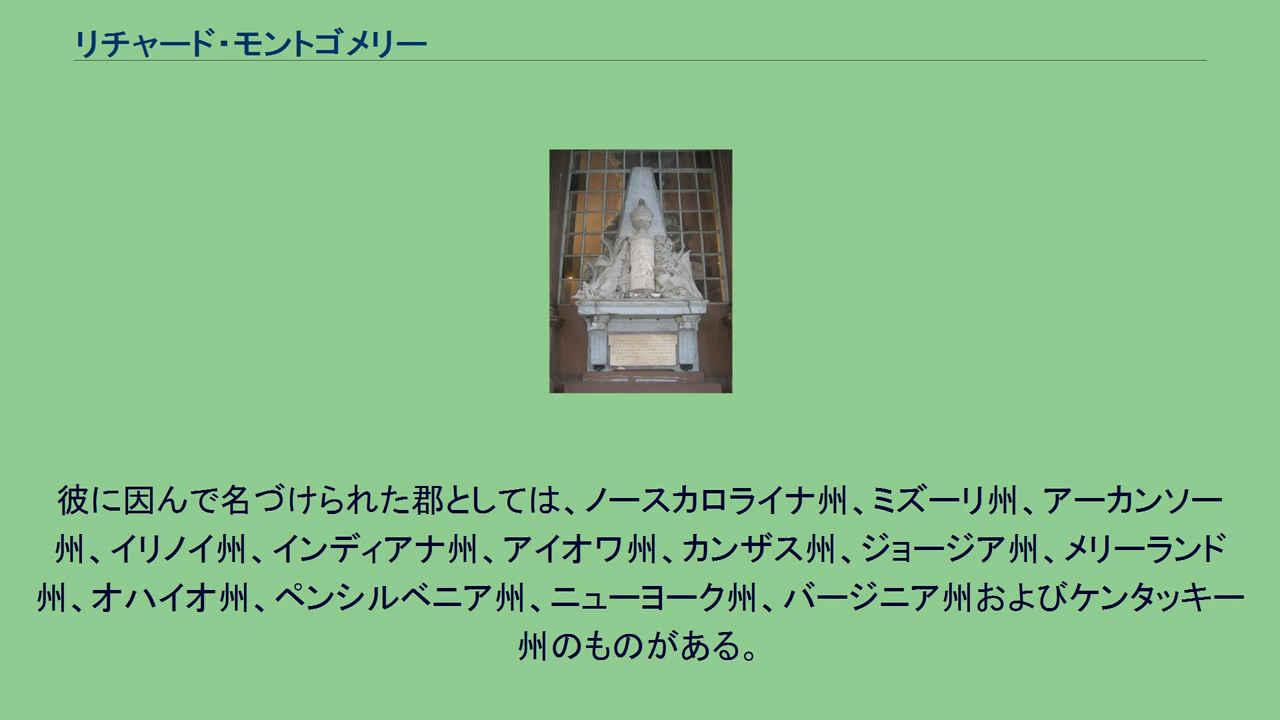 リチャード・モントゴメリー
彼に因んで名づけられた郡としては、ノースカロライナ州、ミズーリ州、アーカンソー
州、イリノイ州、インディアナ州、アイオワ州、カンザス州、ジョージア州、メリーランド
州、オハイオ州、ペンシルベニア州、ニューヨーク州、バージニア州およびケンタッキー
州のものがある。